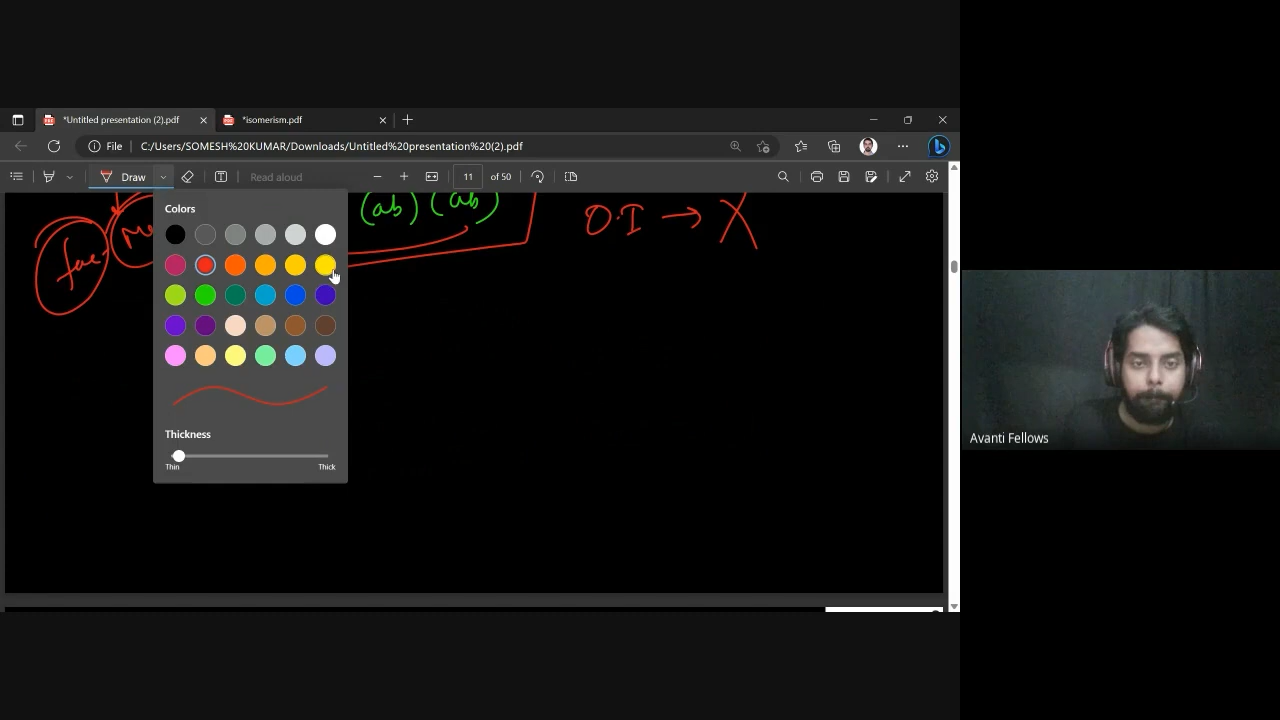 *Untitled presentation (2).pdf
*isomerism.pdf
File
C:/Users/SOMESH%20KUMAR/Downloads/Untitled%20presentation%20(2).pdf
Draw
Read aloud
11
of 50
Colors
(ab) (ab)
O.I → X
fac
Thickness
Thin
Thick
Avanti Fellows